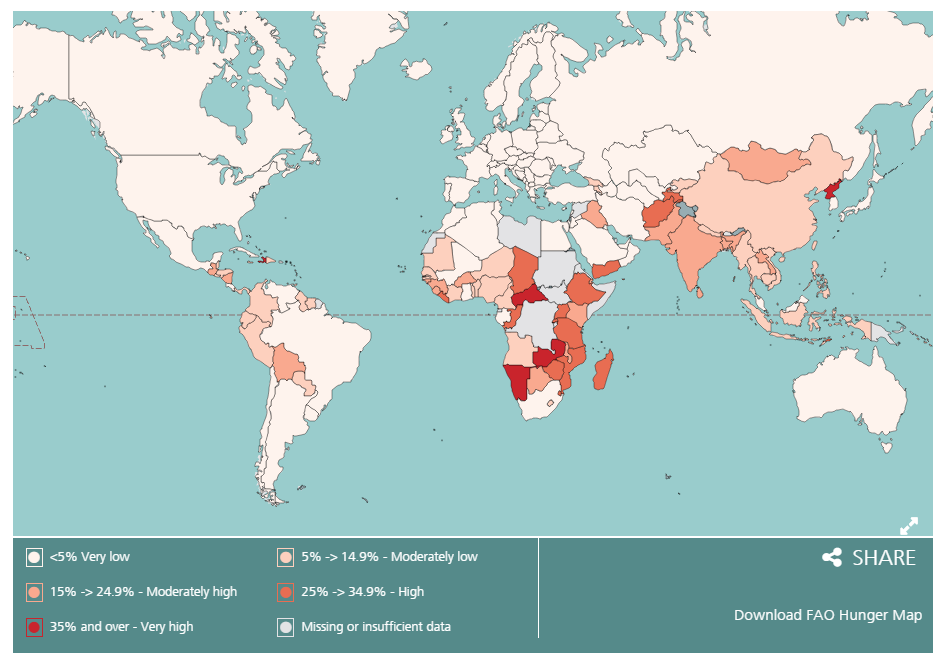 <5% Very low
5% -> 14.9% - Moderately low
15% -> 24.9% - Moderately high
25% -> 34.9% - High
35% and over - Very high
Missing or insufficient data
SHARE
Download FAO Hunger Map